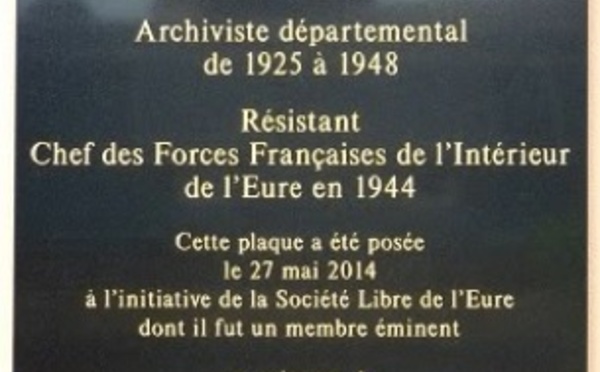 Archiviste départemental
de 1925 à 1948
Résistant
Chef des Forces Françaises de l'Intérieur
de l'Eure en 1944
Cette plaque a été posée
le 27 mai 2014
à l'initiative de la Société Libre de l'Eure
dont il fut un membre éminent